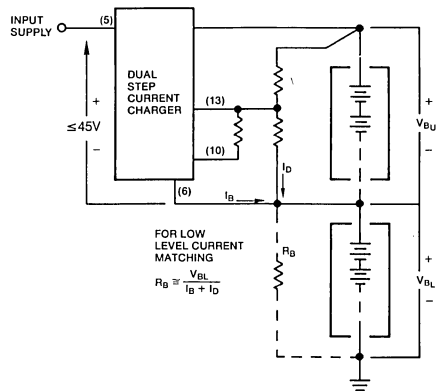 INPUT
SUPPLY
(5)
DUAL
STEP
CURRENT
CHARGER
(13)
(10)
(6)
+
≤45V
−
I_D
I_B
FOR LOW
LEVEL CURRENT
MATCHING
R_B ≅ V_BL / I_B + I_D
R_B
+
V_BU
−
+
V_BL
−